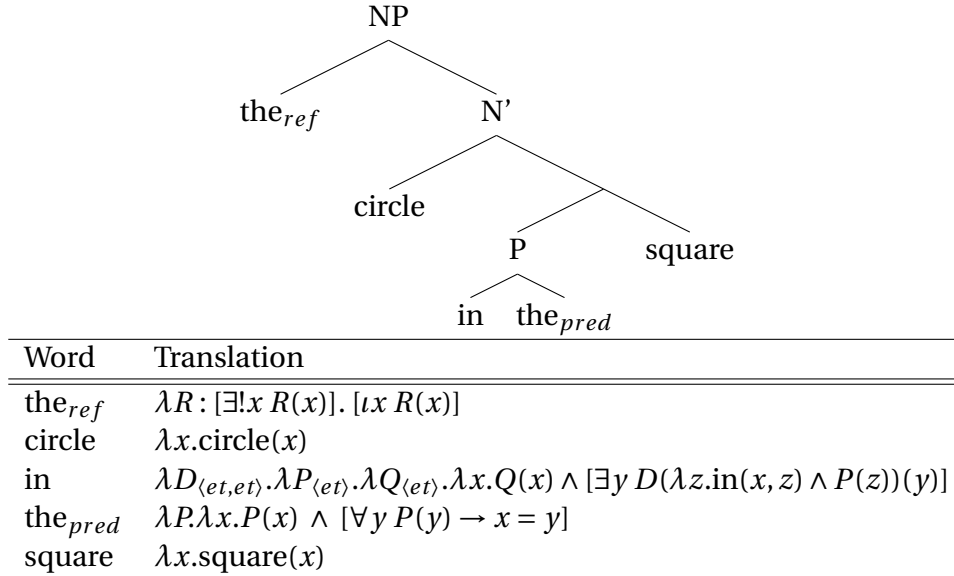 NP
the_ref N’
circle
P square
in the_pred
Word Translation
the_ref λR : [∃!x R(x)]. [ιx R(x)]
circle λx.circle(x)
in λD⟨et,et⟩.λP⟨et⟩.λQ⟨et⟩.λx.Q(x) ∧ [∃y D(λz.in(x, z) ∧ P(z))(y)]
the_pred λP.λx.P(x) ∧ [∀y P(y) → x = y]
square λx.square(x)